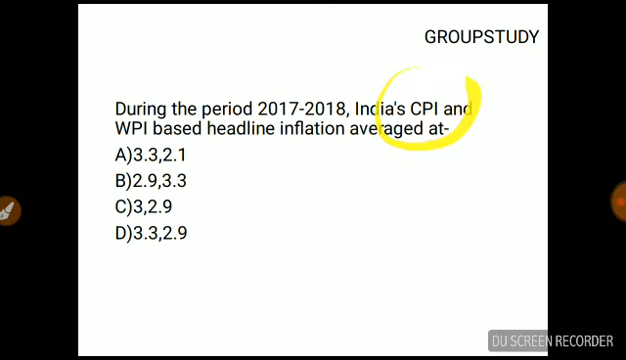 GROUPSTUDY
During the period 2017-2018, India's CPI and
WPI based headline inflation averaged at-
A)3.3,2.1
B)2.9,3.3
C)3,2.9
D)3.3,2.9
DU SCREEN RECORDER